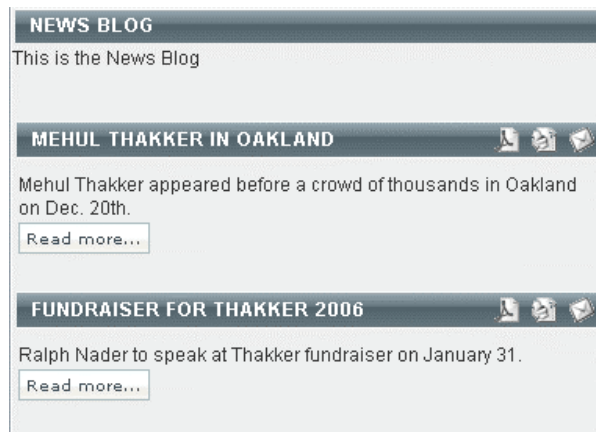 NEWS BLOG
This is the News Blog
MEHUL THAKKER IN OAKLAND
Mehul Thakker appeared before a crowd of thousands in Oakland
on Dec. 20th.
Read more...
FUNDRAISER FOR THAKKER 2006
Ralph Nader to speak at Thakker fundraiser on January 31.
Read more...